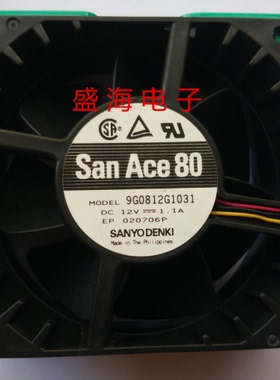 盛海电子
San Ace 80
MODEL 9G0812G1031
DC 12V⎓1.1A
EP 020706P
SANYO DENKI
Made in The Philippines